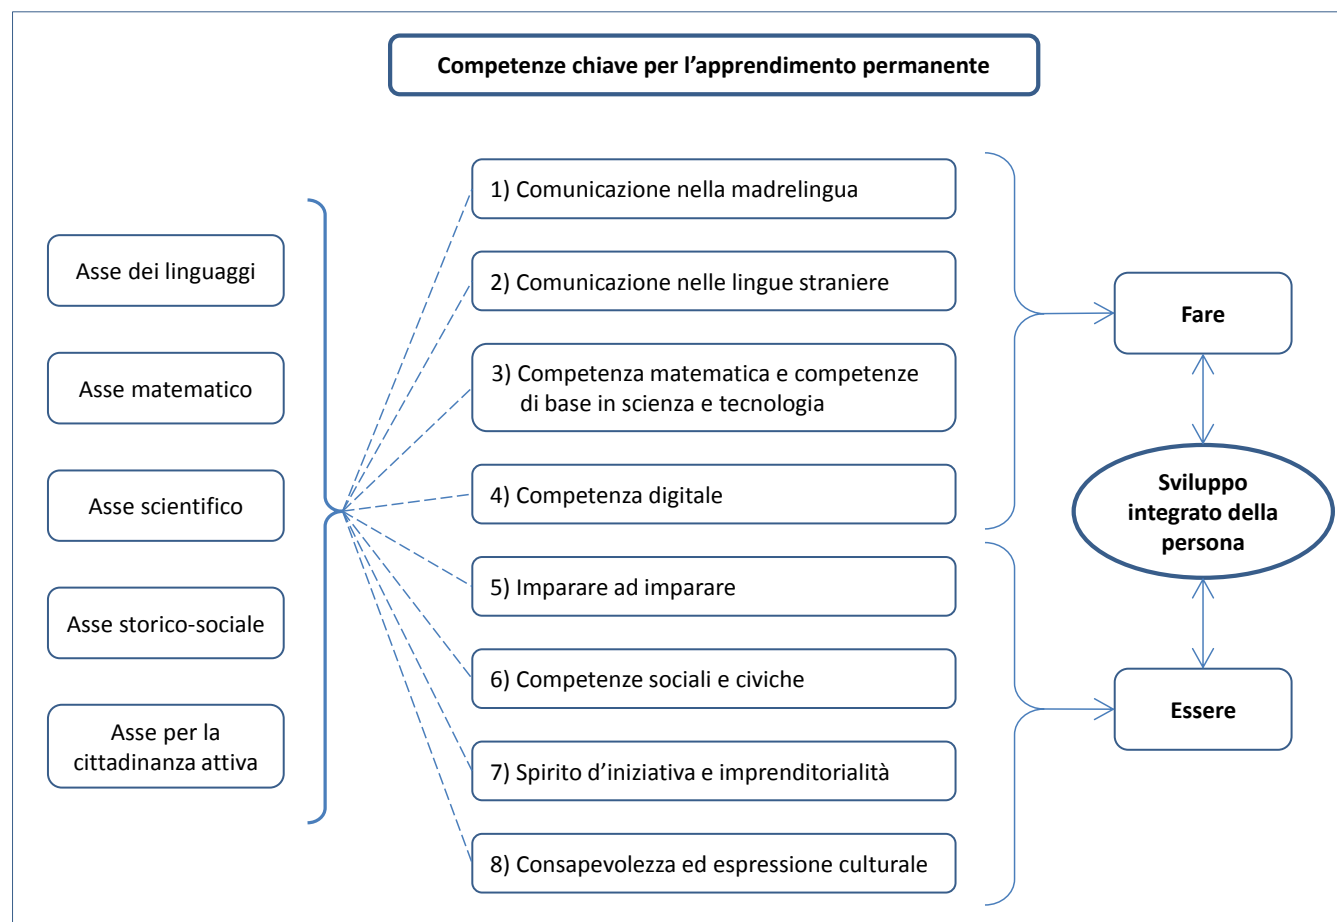 Competenze chiave per l’apprendimento permanente
Asse dei linguaggi
Asse matematico
Asse scientifico
Asse storico-sociale
Asse per la
cittadinanza attiva
1) Comunicazione nella madrelingua
2) Comunicazione nelle lingue straniere
3) Competenza matematica e competenze
di base in scienza e tecnologia
4) Competenza digitale
5) Imparare ad imparare
6) Competenze sociali e civiche
7) Spirito d’iniziativa e imprenditorialità
8) Consapevolezza ed espressione culturale
Fare
Sviluppo
integrato della
persona
Essere